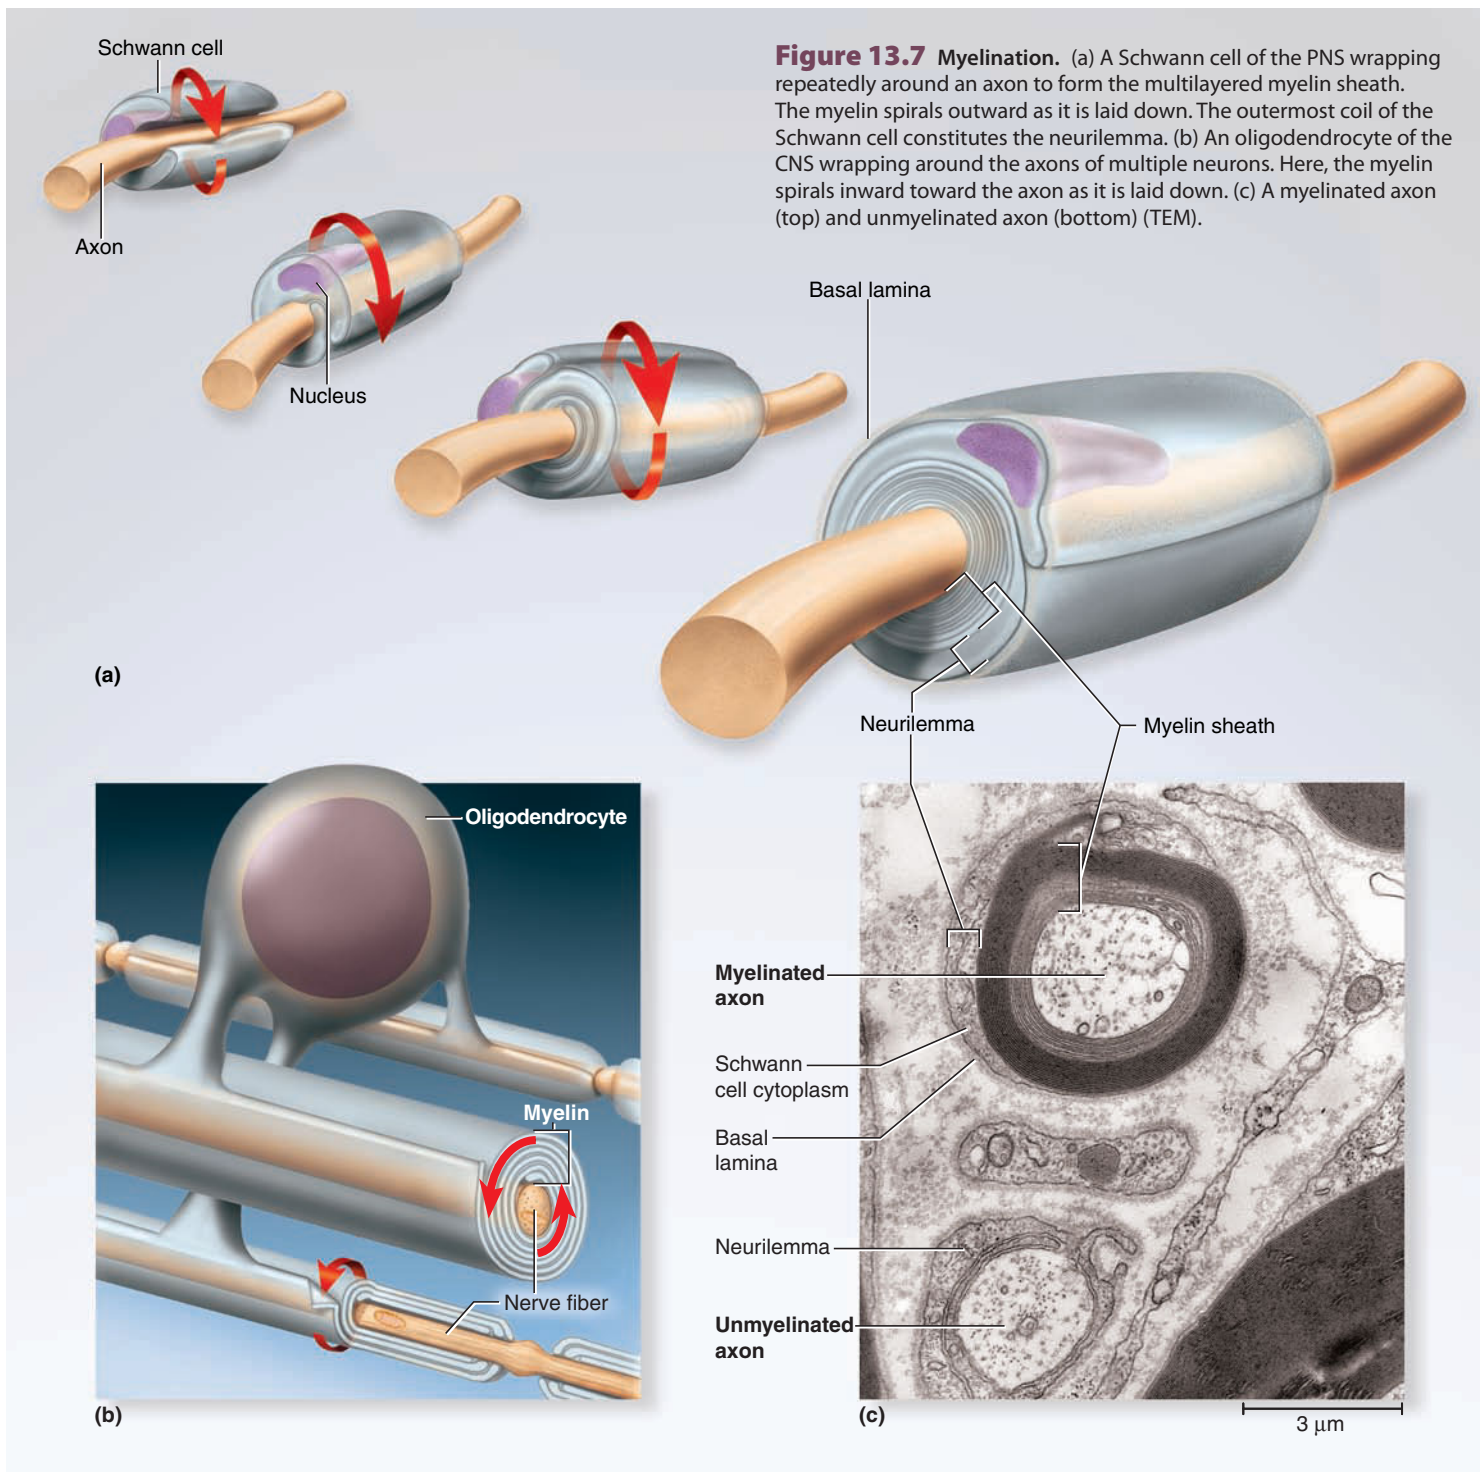 Schwann cell
Figure 13.7 Myelination. (a) A Schwann cell of the PNS wrapping
repeatedly around an axon to form the multilayered myelin sheath.
The myelin spirals outward as it is laid down. The outermost coil of the
Schwann cell constitutes the neurilemma. (b) An oligodendrocyte of the
CNS wrapping around the axons of multiple neurons. Here, the myelin
spirals inward toward the axon as it is laid down. (c) A myelinated axon
(top) and unmyelinated axon (bottom) (TEM).
Axon
Basal lamina
Nucleus
(a)
Neurilemma
Myelin sheath
Oligodendrocyte
Myelin
Nerve fiber
(b)
Myelinated
axon
Schwann
cell cytoplasm
Basal
lamina
Neurilemma
Unmyelinated
axon
(c)
3 μm